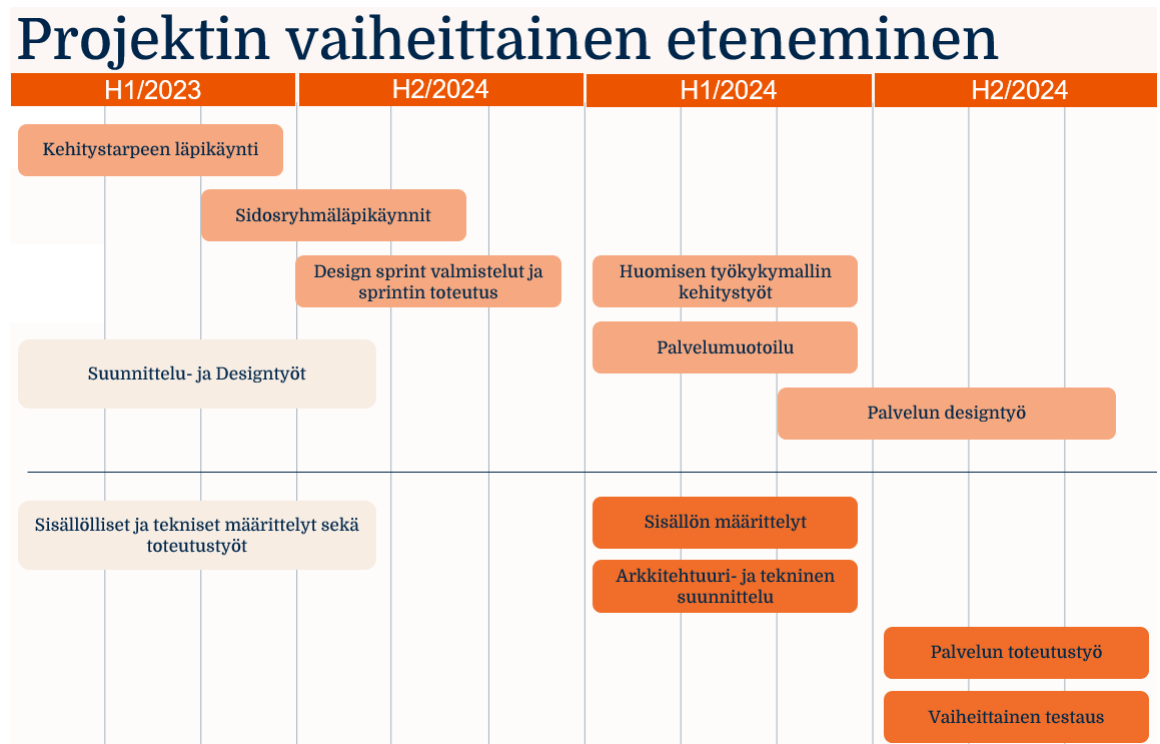 Projektin vaiheittainen eteneminen
H1/2023
H2/2024
H1/2024
H2/2024
Kehitystarpeen läpikäynti
Sidosryhmäläpikäynnit
Design sprint valmistelut ja
sprintin toteutus
Huomisen työkykymallin
kehitystyöt
Palvelumuotoilu
Suunnittelu- ja Designtyöt
Palvelun designtyö
Sisällölliset ja tekniset määrittelyt sekä
toteutustyöt
Sisällön määrittelyt
Arkkitehtuuri- ja tekninen
suunnittelu
Palvelun toteutustyö
Vaiheittainen testaus